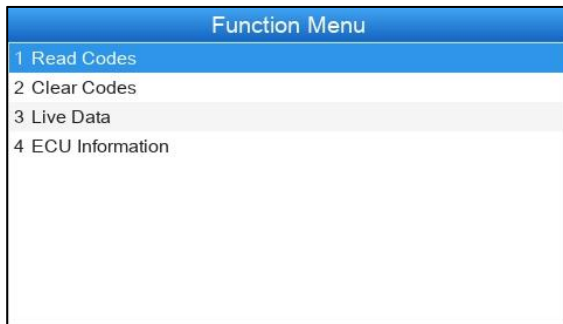 Function Menu
1 Read Codes
2 Clear Codes
3 Live Data
4 ECU Information